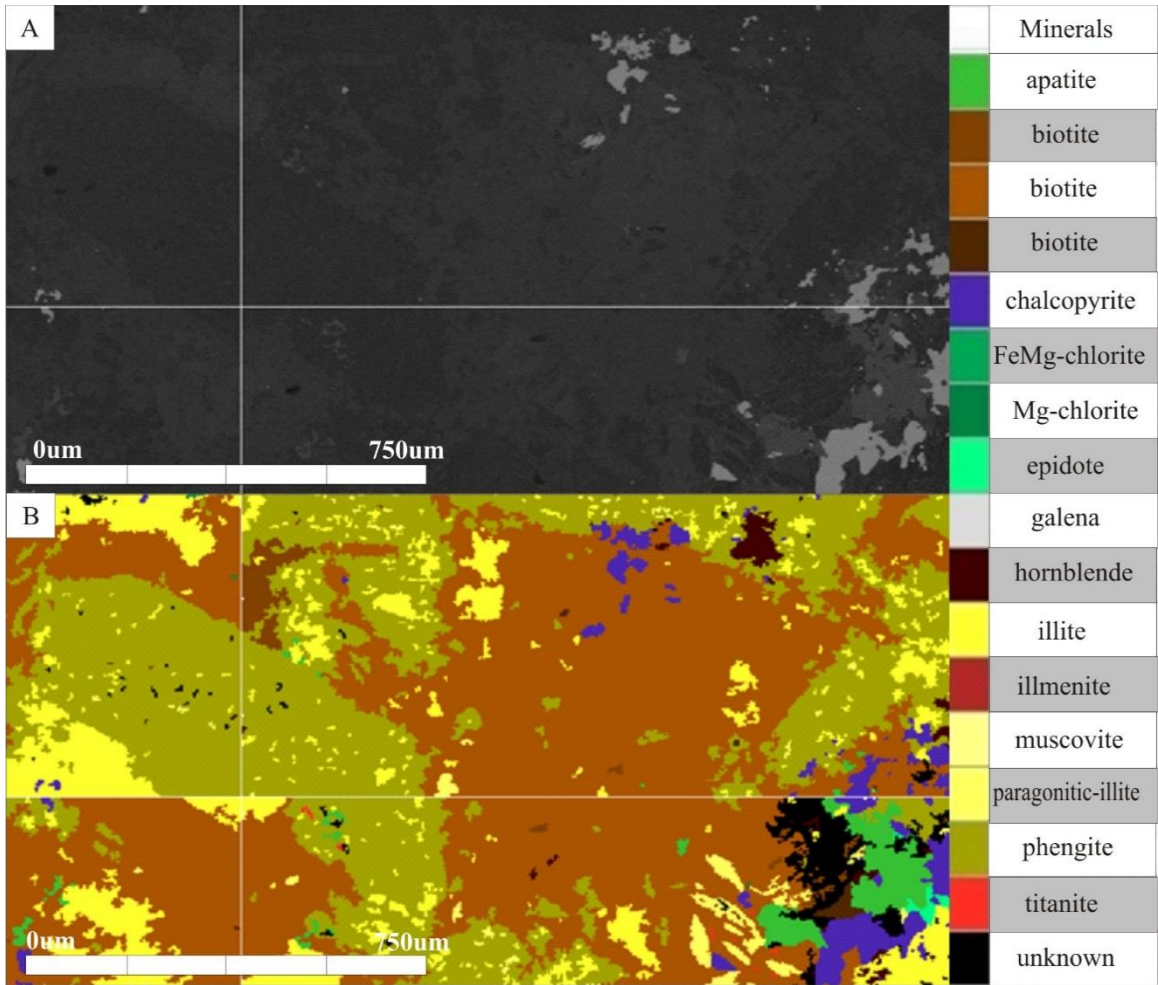 A
0um 750um
B
0um 750um
Minerals
apatite
biotite
biotite
biotite
chalcopyrite
FeMg-chlorite
Mg-chlorite
epidote
galena
hornblende
illite
illmenite
muscovite
paragonitic-illite
phengite
titanite
unknown